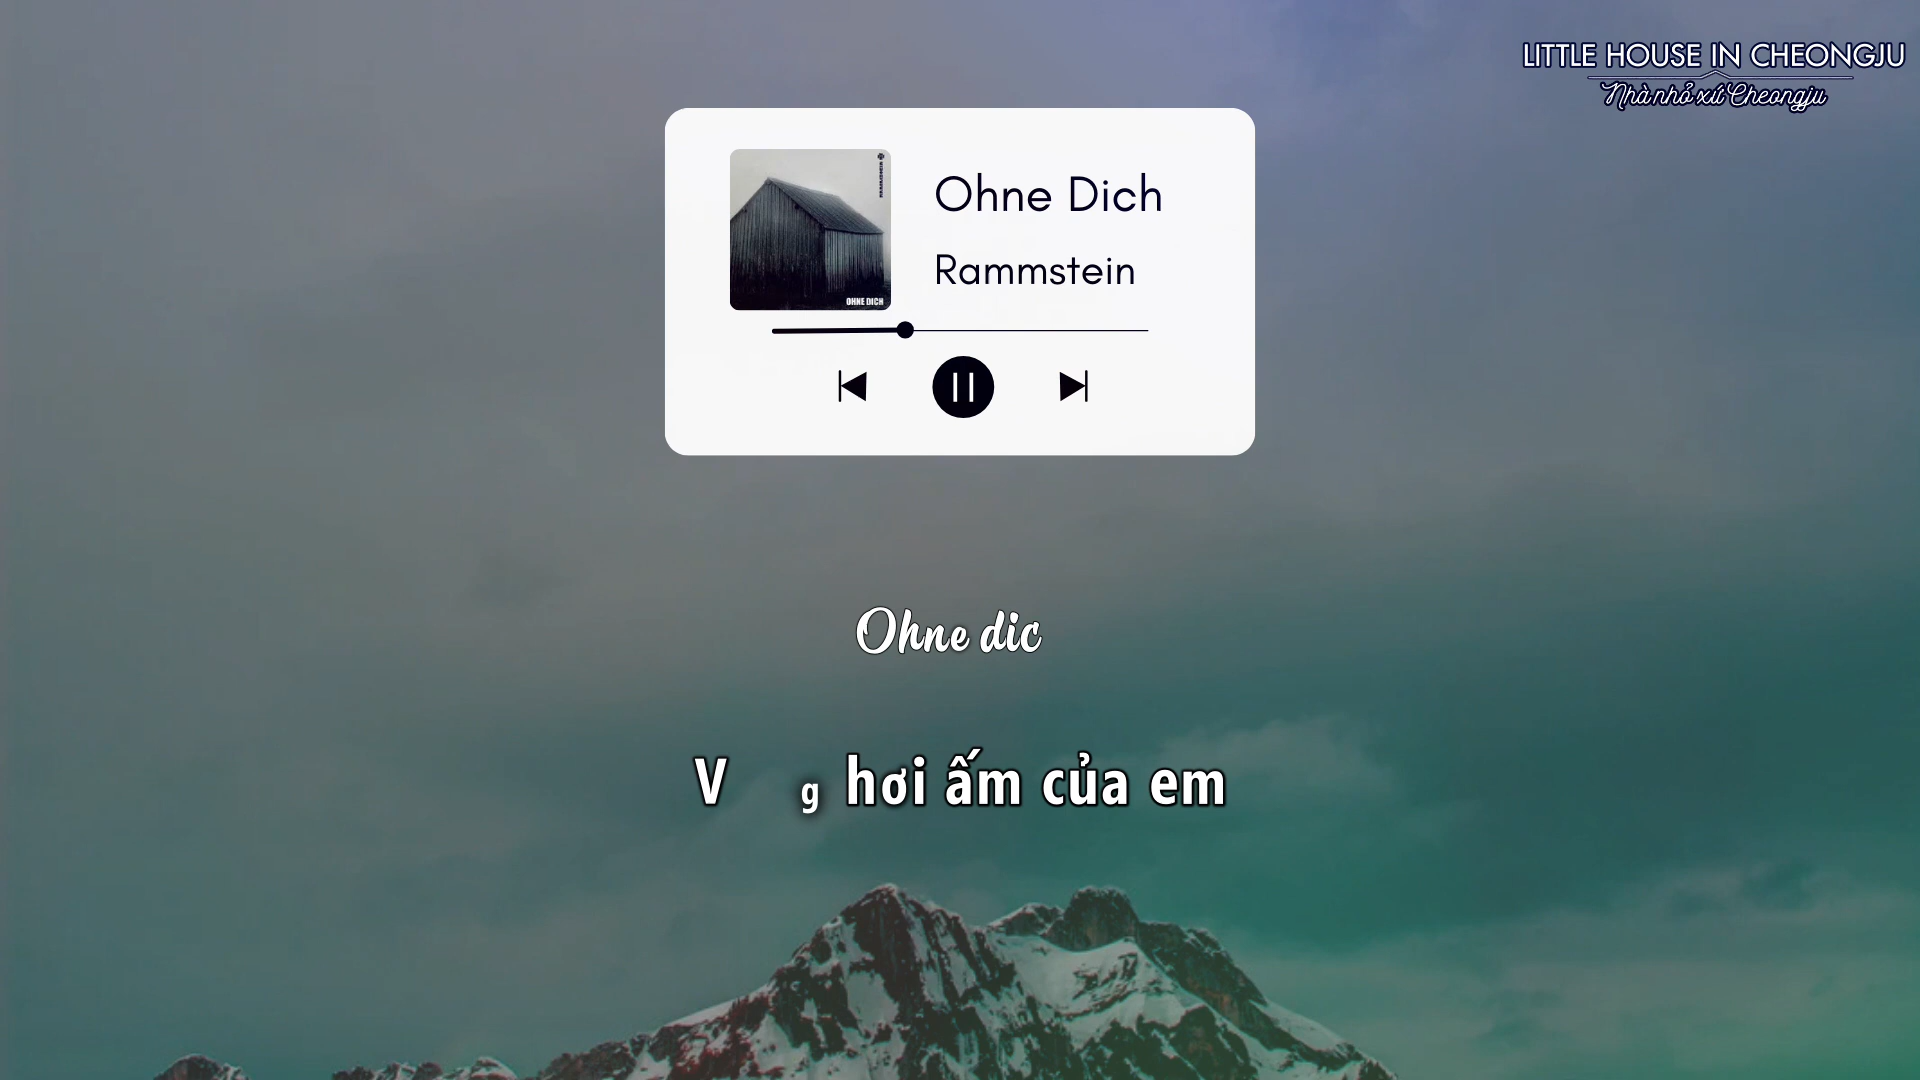 LITTLE HOUSE IN CHEONGJU
Nhà nhỏ xứ Cheongju
RAMMSTEIN
OHNE DICH
Ohne Dich
Rammstein
Ohne dic
V g hơi ấm của em